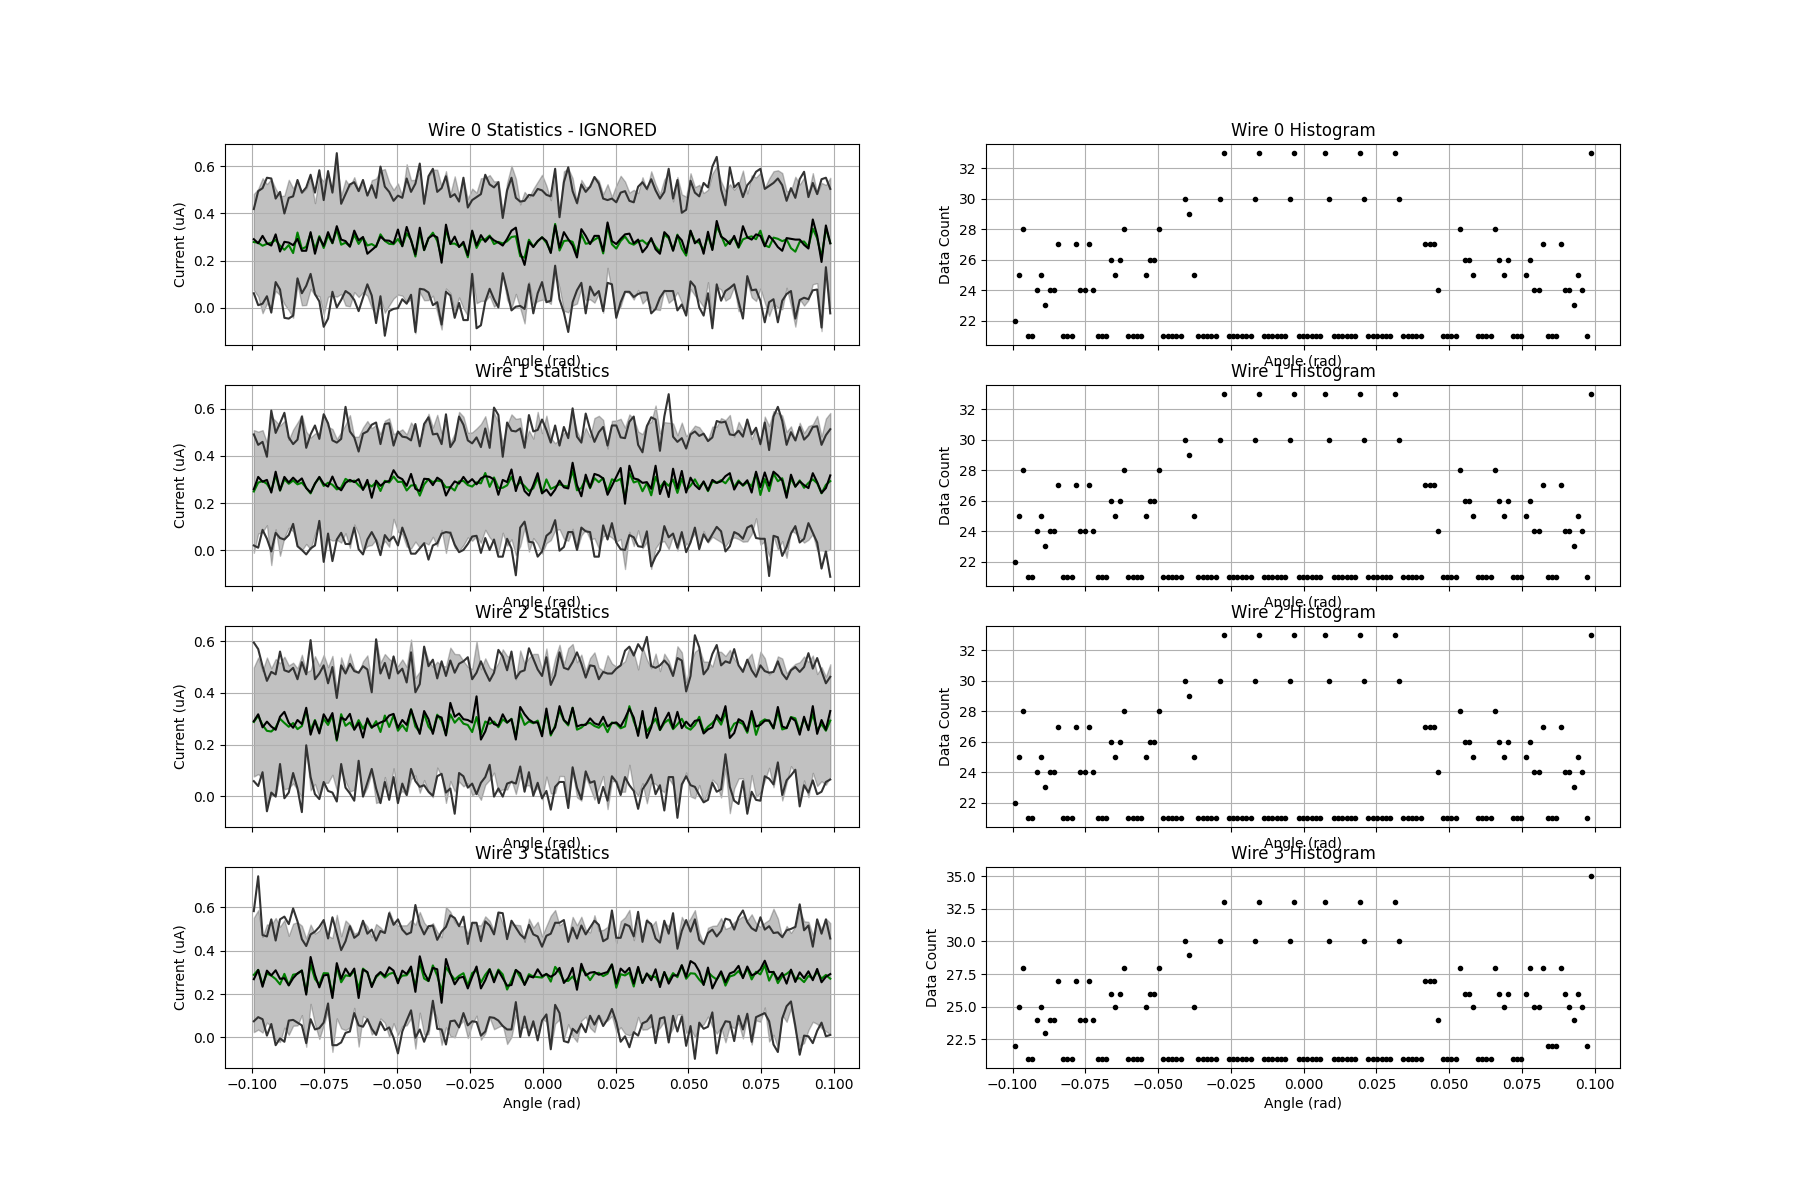 Wire 0 Statistics - IGNORED
Current (uA)
0.6
0.4
0.2
0.0
Angle (rad)
Wire 0 Histogram
Data Count
32
30
28
26
24
22
Angle (rad)
Wire 1 Statistics
Current (uA)
0.6
0.4
0.2
0.0
Angle (rad)
Wire 1 Histogram
Data Count
32
30
28
26
24
22
Angle (rad)
Wire 2 Statistics
Current (uA)
0.6
0.4
0.2
0.0
Angle (rad)
Wire 2 Histogram
Data Count
32
30
28
26
24
22
Angle (rad)
Wire 3 Statistics
Current (uA)
0.6
0.4
0.2
0.0
−0.100 −0.075 −0.050 −0.025 0.000 0.025 0.050 0.075 0.100
Angle (rad)
Wire 3 Histogram
Data Count
35.0
32.5
30.0
27.5
25.0
22.5
−0.100 −0.075 −0.050 −0.025 0.000 0.025 0.050 0.075 0.100
Angle (rad)